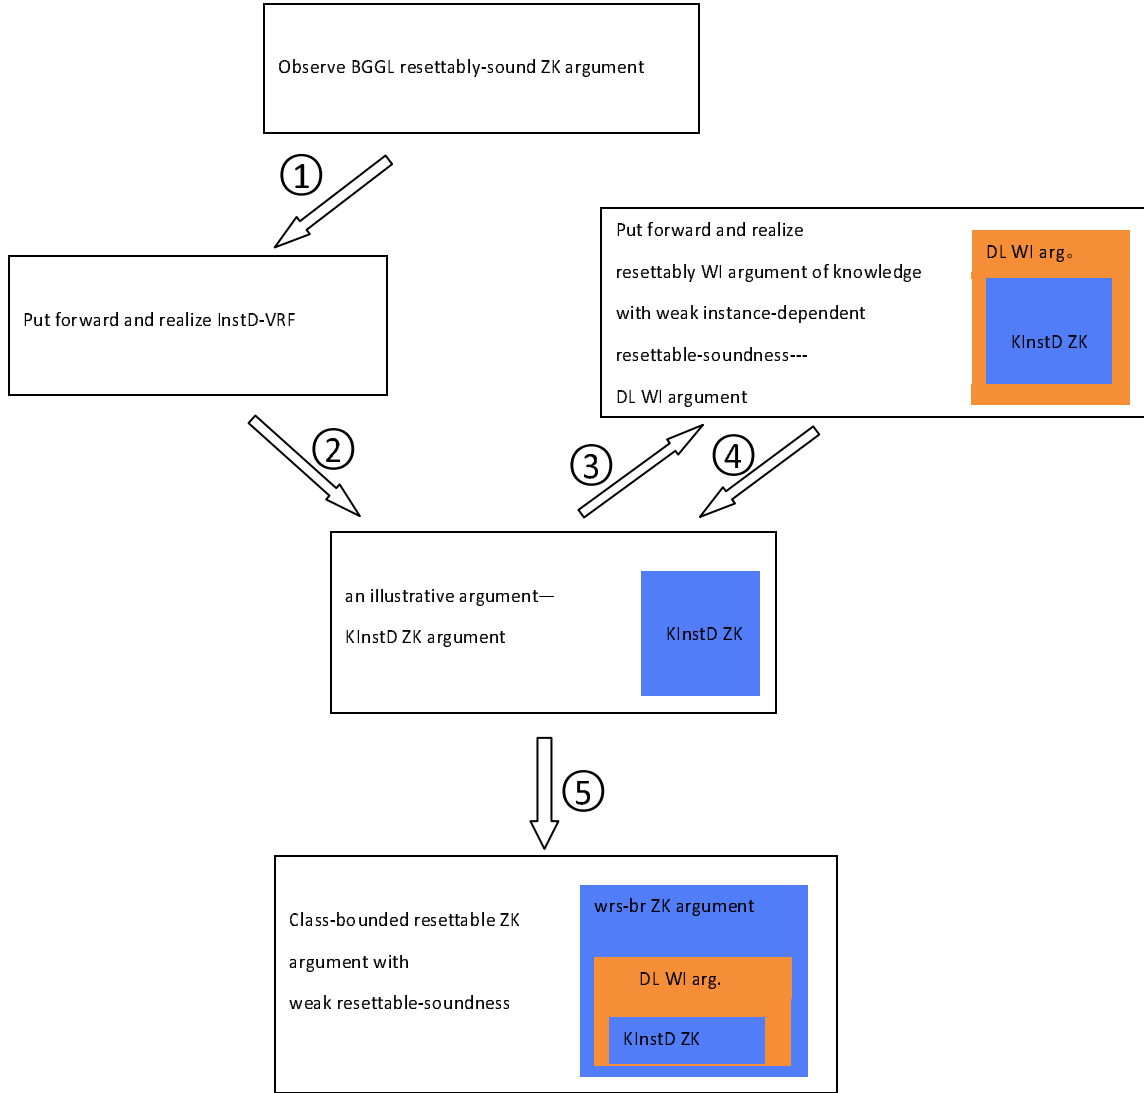 Observe BGGL resettably-sound ZK argument
①
Put forward and realize InstD-VRF
Put forward and realize
resettably WI argument of knowledge
with weak instance-dependent
resettable-soundness---
DL WI argument
DL WI arg。
KInstD ZK
②
③
④
an illustrative argument—
KInstD ZK argument
KInstD ZK
⑤
Class-bounded resettable ZK
argument with
weak resettable-soundness
wrs-br ZK argument
DL WI arg.
KInstD ZK